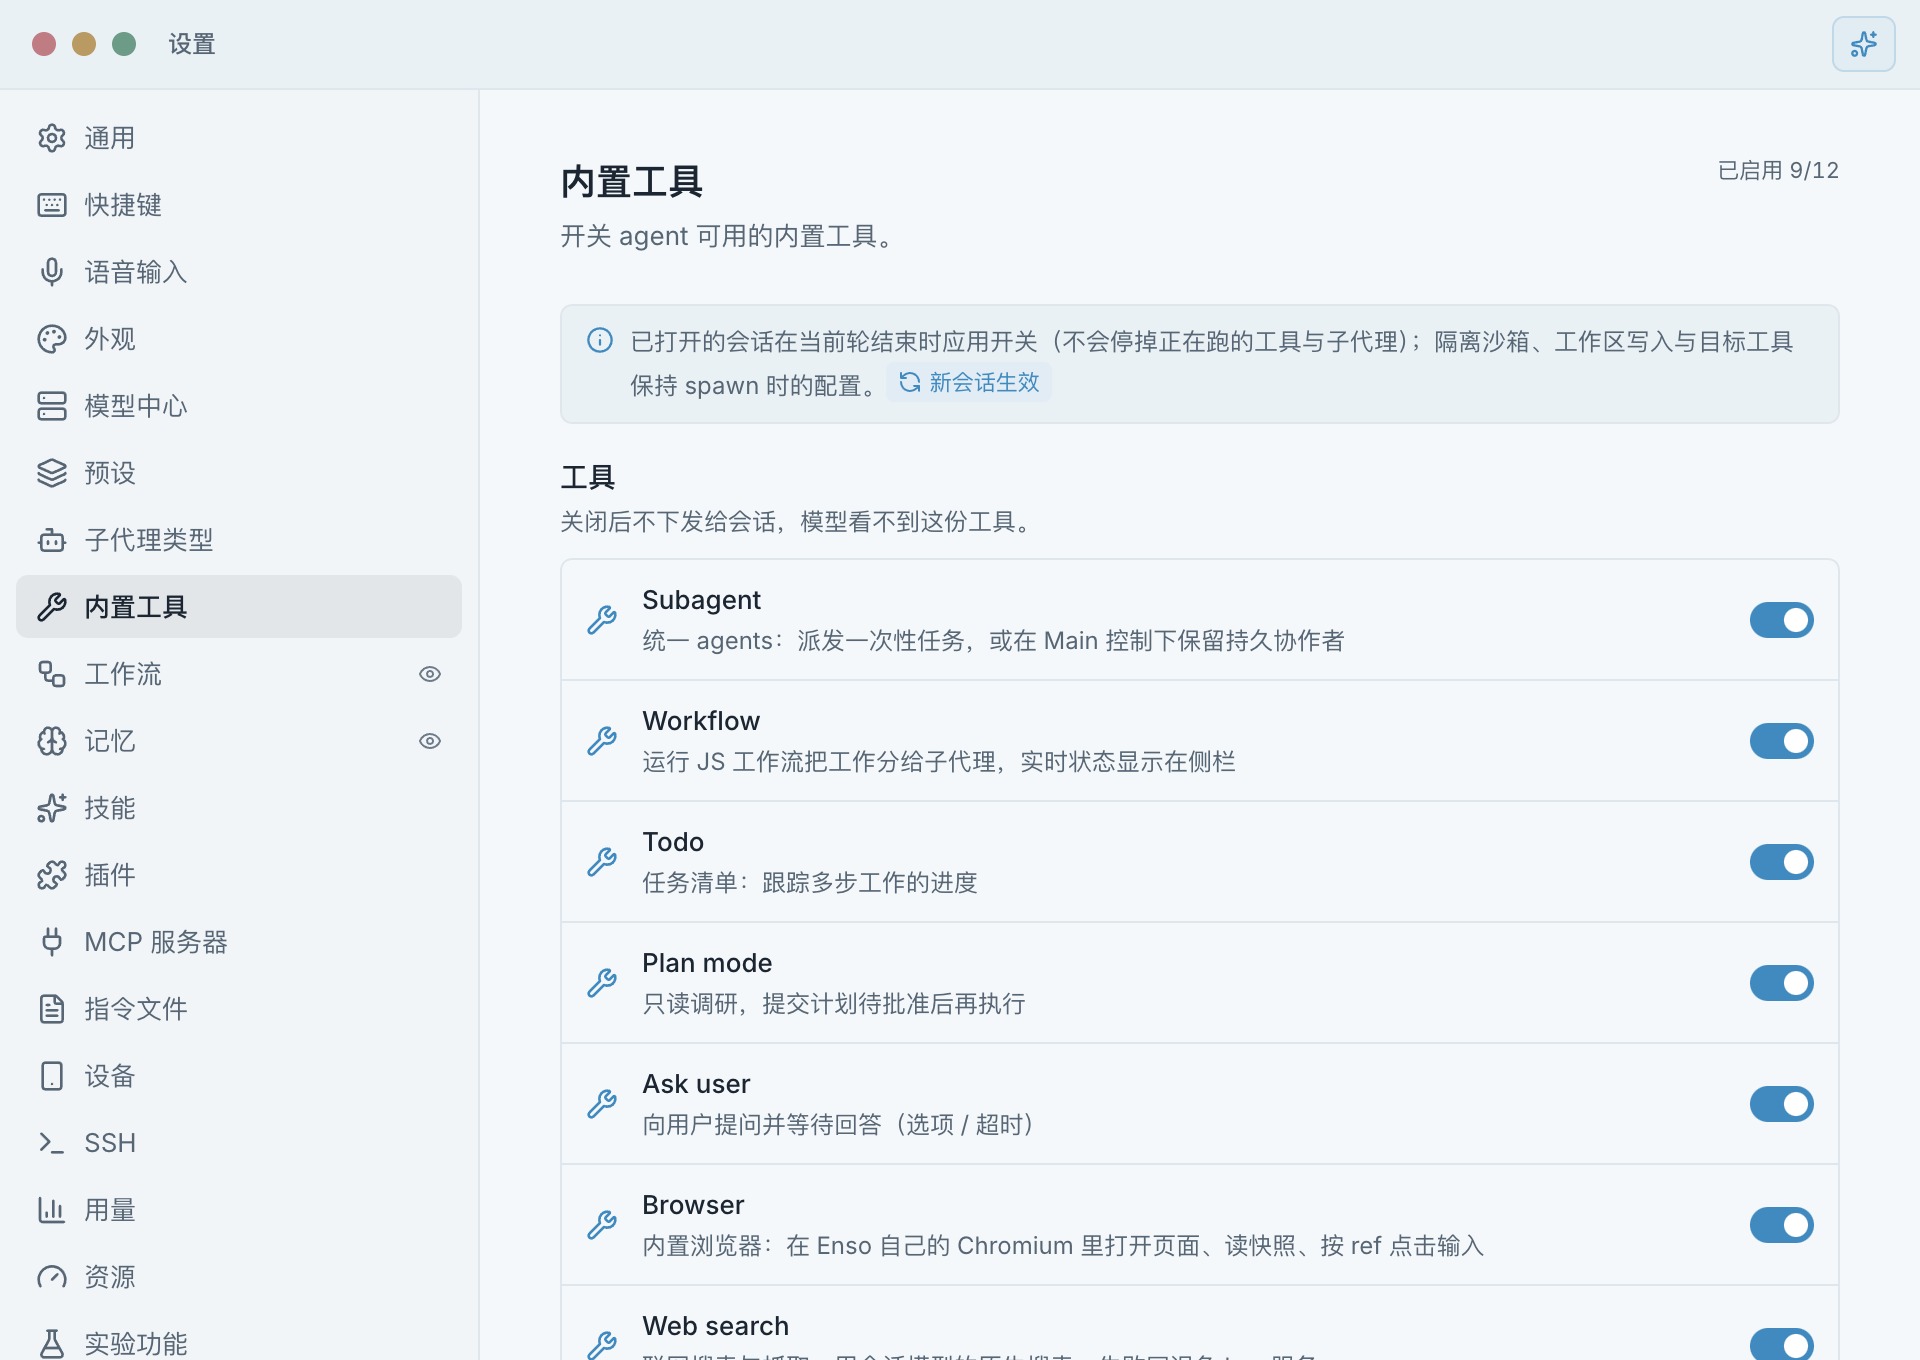 设置
通用
快捷键
语音输入
外观
模型中心
预设
子代理类型
内置工具
工作流
记忆
技能
插件
MCP 服务器
指令文件
设备
SSH
用量
资源
实验功能
内置工具
已启用 9/12
开关 agent 可用的内置工具。
已打开的会话在当前轮结束时应用开关（不会停掉正在跑的工具与子代理）；隔离沙箱、工作区写入与目标工具
保持 spawn 时的配置。 新会话生效
工具
关闭后不下发给会话，模型看不到这份工具。
Subagent
统一 agents：派发一次性任务，或在 Main 控制下保留持久协作者
Workflow
运行 JS 工作流把工作分给子代理，实时状态显示在侧栏
Todo
任务清单：跟踪多步工作的进度
Plan mode
只读调研，提交计划待批准后再执行
Ask user
向用户提问并等待回答（选项 / 超时）
Browser
内置浏览器：在 Enso 自己的 Chromium 里打开页面、读快照、按 ref 点击输入
Web search